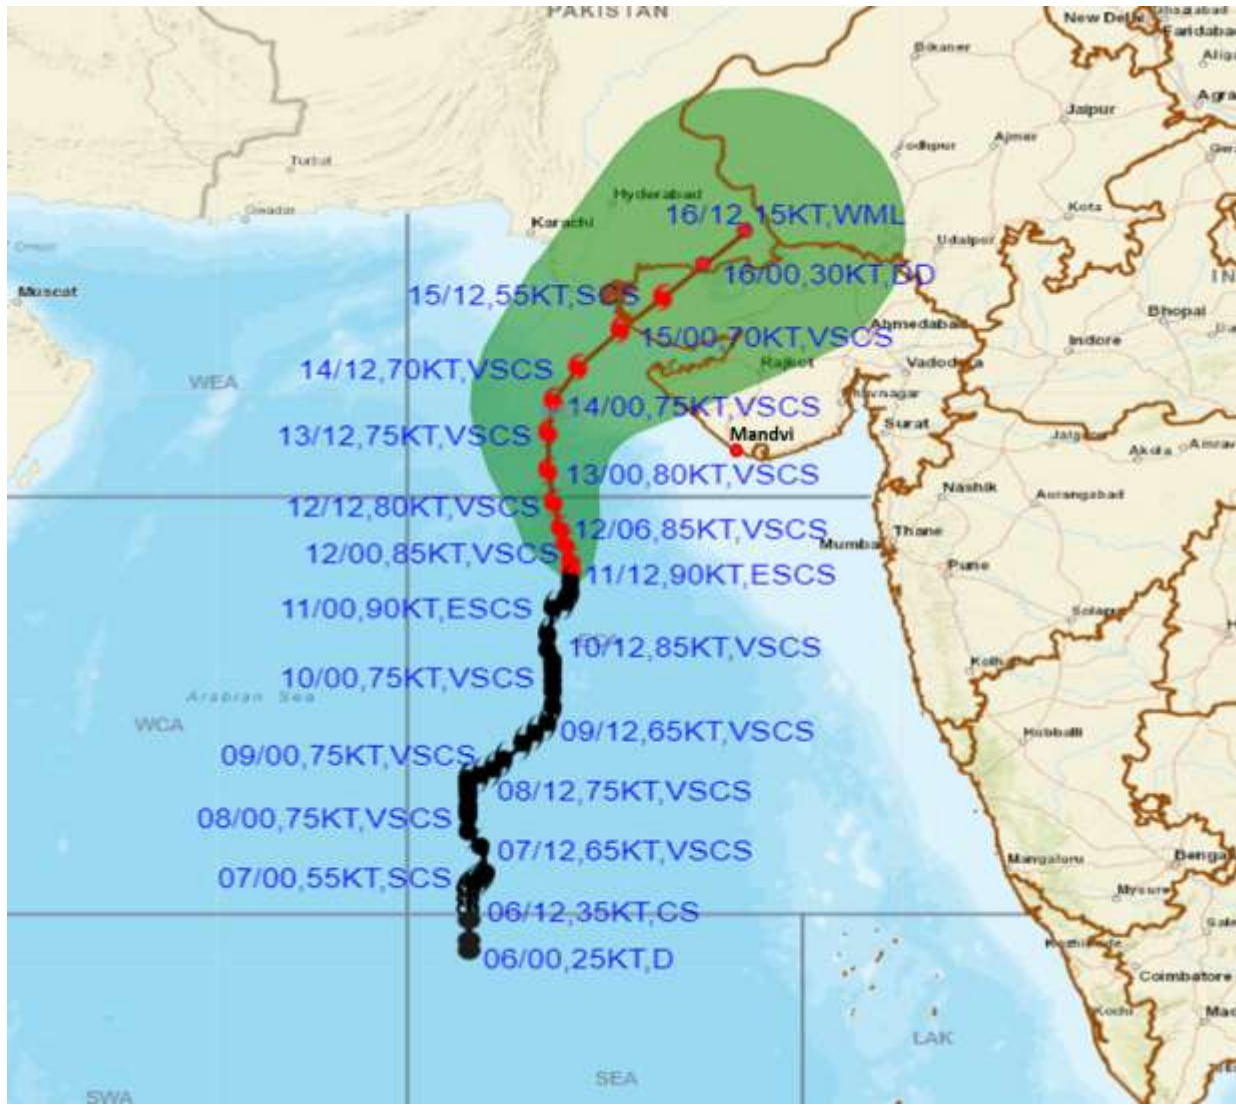 PAKISTAN
New Delhi
Faridaba
Bikaner
Aliga
Agra
Jaipur
Ajmer
Jodhpur
Turbat
Gwadar
Hyderabad
Karachi
16/12,15KT,WML
Kota
Udaipur
Muscat
16/00,30KT,DD
15/12,55KT,SCS
Bhopal
15/00,70KT,VSCS
Ahmedabad
Indore
Rajkot
Vadodara
14/12,70KT,VSCS
WEA
14/00,75KT,VSCS
Surat
13/12,75KT,VSCS
Mandvi
Akola
13/00,80KT,VSCS
Nashik
Aurangabad
12/12,80KT,VSCS
12/06,85KT,VSCS
Thane
Mumbai
12/00,85KT,VSCS
Pune
11/12,90KT,ESCS
11/00,90KT,ESCS
Solapur
10/12,85KT,VSCS
10/00,75KT,VSCS
Arabian Sea
WCA
09/12,65KT,VSCS
Hubballi
09/00,75KT,VSCS
08/12,75KT,VSCS
08/00,75KT,VSCS
07/12,65KT,VSCS
Mangaluru
Benga
07/00,55KT,SCS
Mysuru
06/12,35KT,CS
06/00,25KT,D
Coimbatore
Kochi
LAK
SEA
SWA